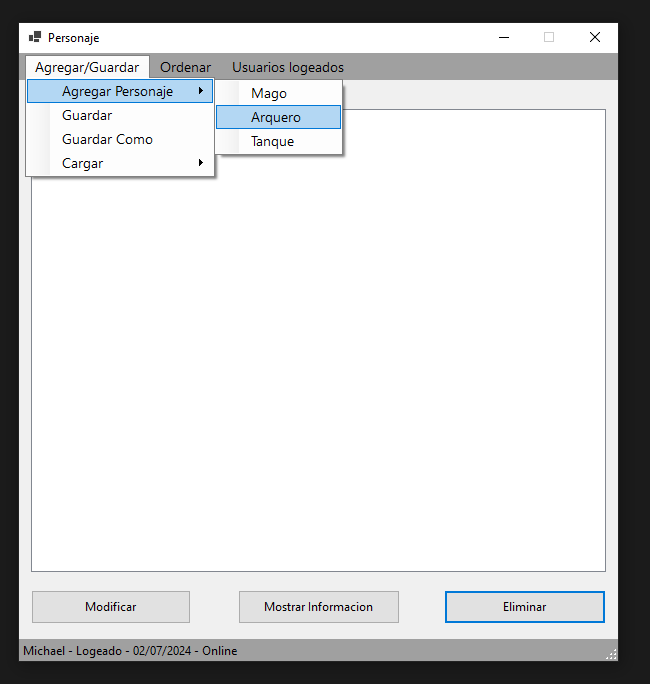 Personaje
Agregar/Guardar Ordenar Usuarios logeados
Agregar Personaje
Guardar
Guardar Como
Cargar
Mago
Arquero
Tanque
Modificar Mostrar Informacion Eliminar
Michael - Logeado - 02/07/2024 - Online